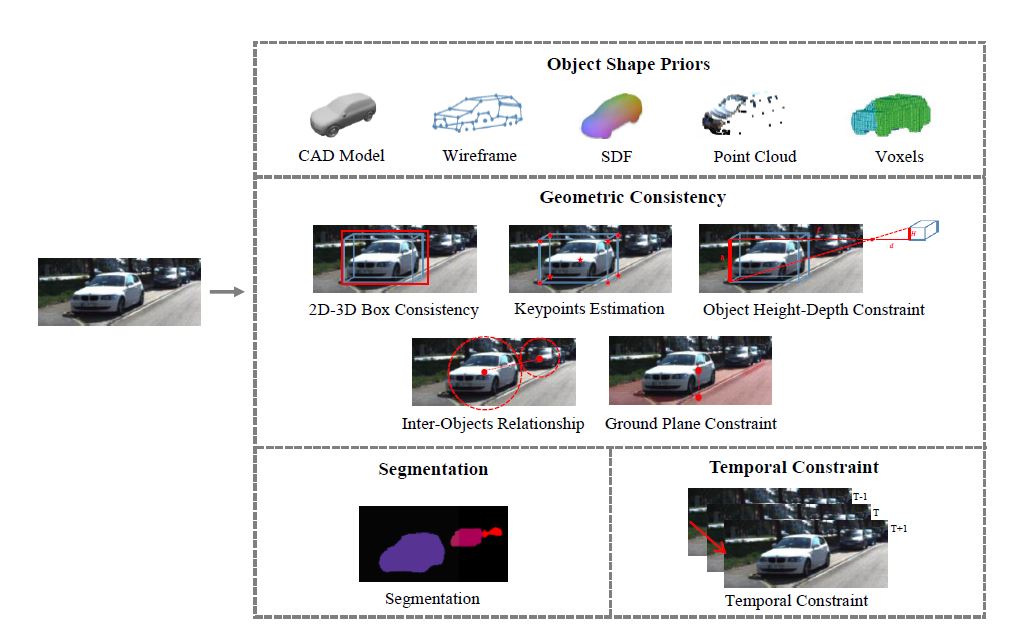 Object Shape Priors
CAD Model
Wireframe
SDF
Point Cloud
Voxels
Geometric Consistency
f
h
H
d
2D-3D Box Consistency
Keypoints Estimation
Object Height-Depth Constraint
Inter-Objects Relationship
Ground Plane Constraint
Segmentation
Temporal Constraint
T-1
T
T+1
Segmentation
Temporal Constraint